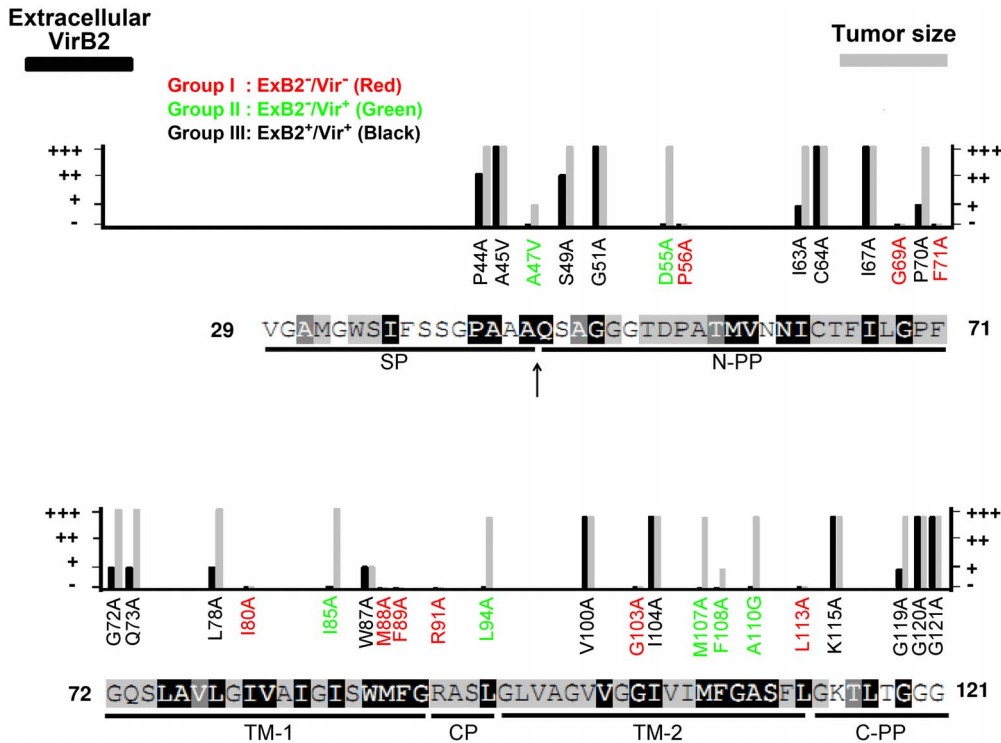 Extracellular
VirB2
Tumor size
Group I : ExB2⁻/Vir⁻ (Red)
Group II : ExB2⁻/Vir⁺ (Green)
Group III: ExB2⁺/Vir⁺ (Black)
+++
++
+
-
+++
++
+
-
P44A
A45V
A47V
S49A
G51A
D55A
P56A
I63A
C64A
I67A
G69A
P70A
F71A
29 VGAMGWSIFSSGPAAAQSAGGGTDPATMVNNICTFILGPF 71
SP N-PP
+++
++
+
-
+++
++
+
-
G72A
Q73A
L78A
I80A
I85A
W87A
M88A
F89A
R91A
L94A
V100A
G103A
I104A
M107A
F108A
A110G
L113A
K115A
G119A
G120A
G121A
72 GQSLAVLGIVAIGISWMFGRASLGLVAGVVGGIVIMFGASFLGKTLTGGG 121
TM-1 CP TM-2 C-PP